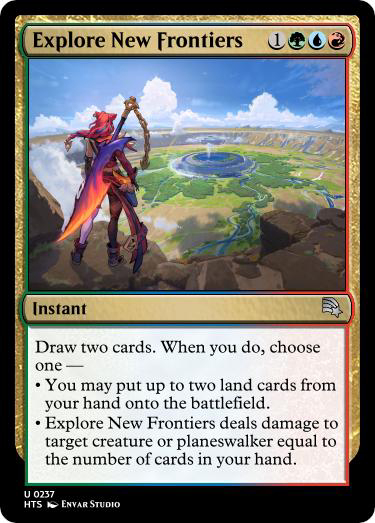 Explore New Frontiers 1
Instant
Draw two cards. When you do, choose
one —
• You may put up to two land cards from
your hand onto the battlefield.
• Explore New Frontiers deals damage to
target creature or planeswalker equal to
the number of cards in your hand.
U 0237
HTS Envar Studio